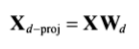 X_{d-proj} = XW_d